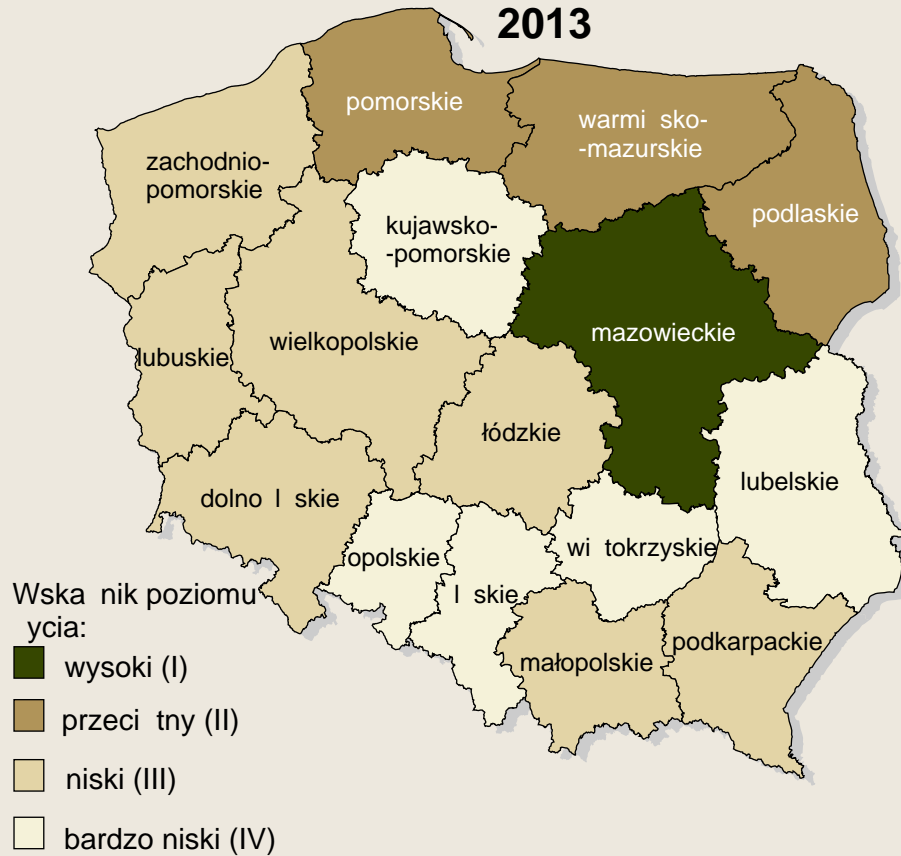 2013
pomorskie
warmi sko-
-mazurskie
zachodnio-
pomorskie
podlaskie
kujawsko-
-pomorskie
mazowieckie
wielkopolskie
lubuskie
łódzkie
lubelskie
dolno l skie
opolskie
wi tokrzyskie
l skie
podkarpackie
małopolskie
Wska nik poziomu
ycia:
wysoki (I)
przeci tny (II)
niski (III)
bardzo niski (IV)